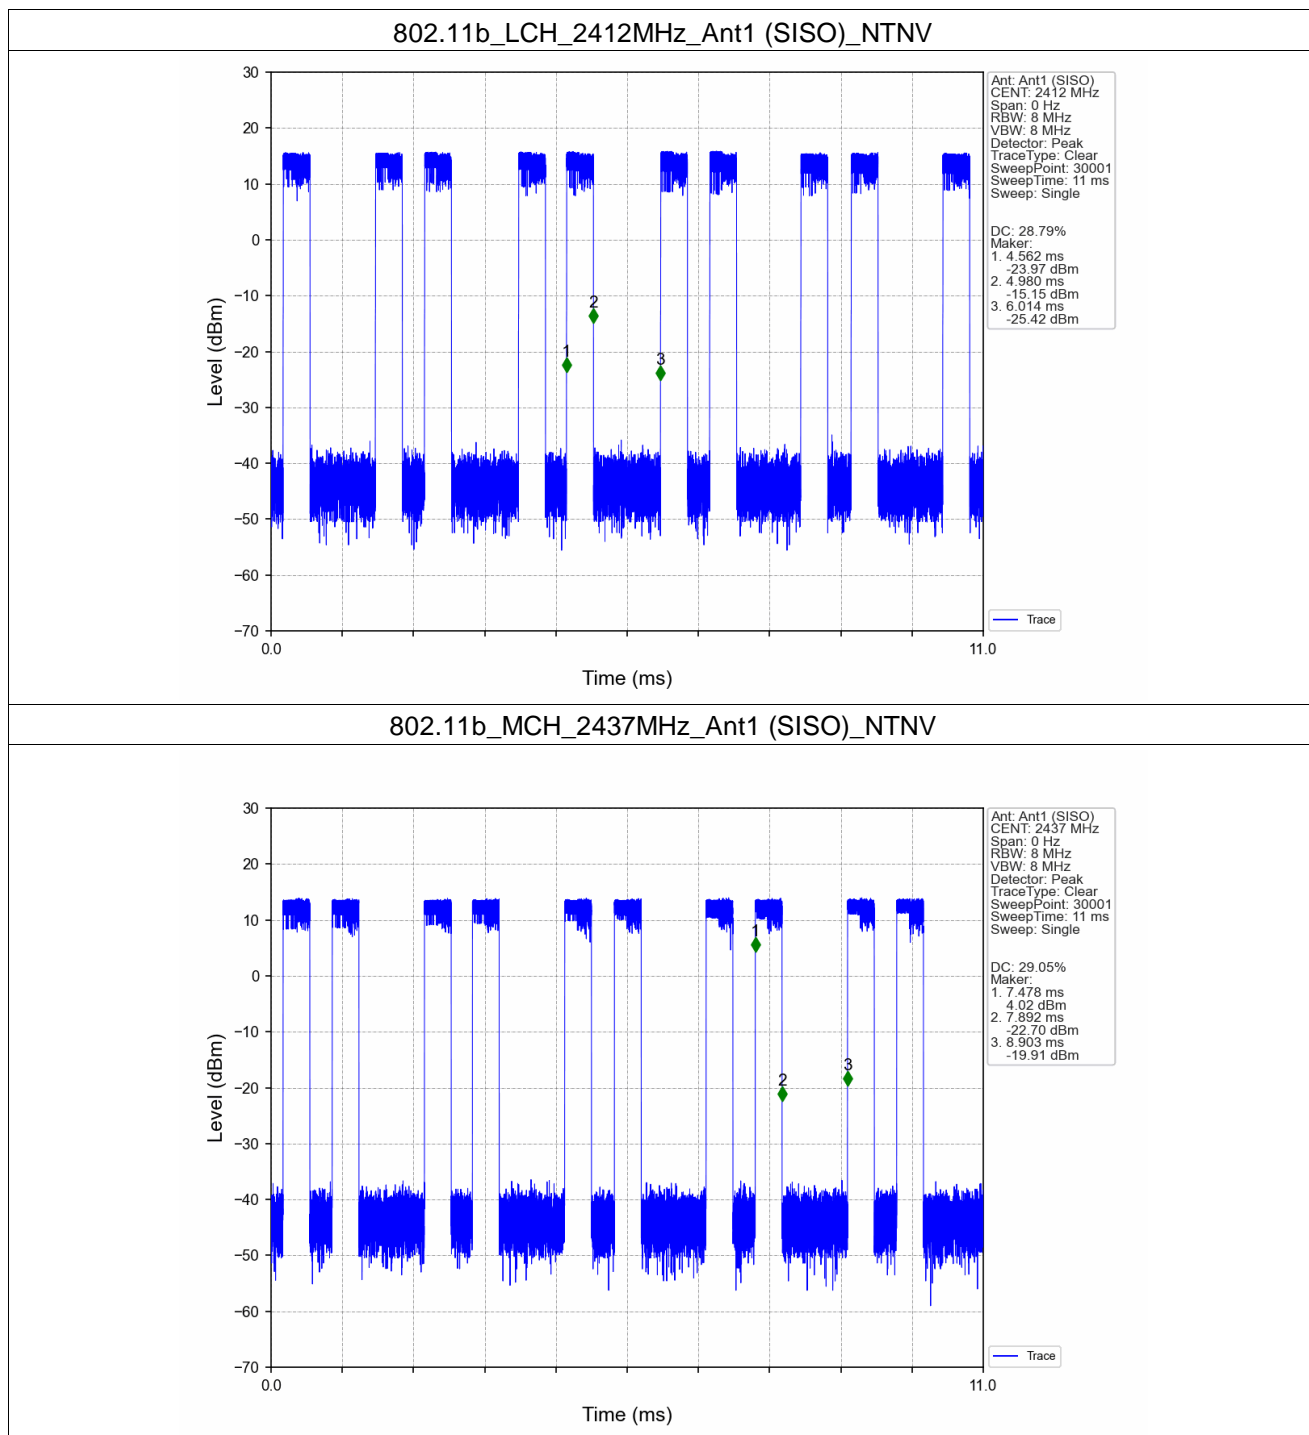 802.11b_LCH_2412MHz_Ant1 (SISO)_NTNV
30
20
10
0
−10
−20
−30
−40
−50
−60
−70
Level (dBm)
1
2
3
0.0
11.0
Time (ms)
Ant: Ant1 (SISO)
CENT: 2412 MHz
Span: 0 Hz
RBW: 8 MHz
VBW: 8 MHz
Detector: Peak
TraceType: Clear
SweepPoint: 30001
SweepTime: 11 ms
Sweep: Single
DC: 28.79%
Maker:
1. 4.562 ms
-23.97 dBm
2. 4.980 ms
-15.15 dBm
3. 6.014 ms
-25.42 dBm
Trace
802.11b_MCH_2437MHz_Ant1 (SISO)_NTNV
30
20
10
0
−10
−20
−30
−40
−50
−60
−70
Level (dBm)
1
2
3
0.0
11.0
Time (ms)
Ant: Ant1 (SISO)
CENT: 2437 MHz
Span: 0 Hz
RBW: 8 MHz
VBW: 8 MHz
Detector: Peak
TraceType: Clear
SweepPoint: 30001
SweepTime: 11 ms
Sweep: Single
DC: 29.05%
Maker:
1. 7.478 ms
4.02 dBm
2. 7.892 ms
-22.70 dBm
3. 8.903 ms
-19.91 dBm
Trace